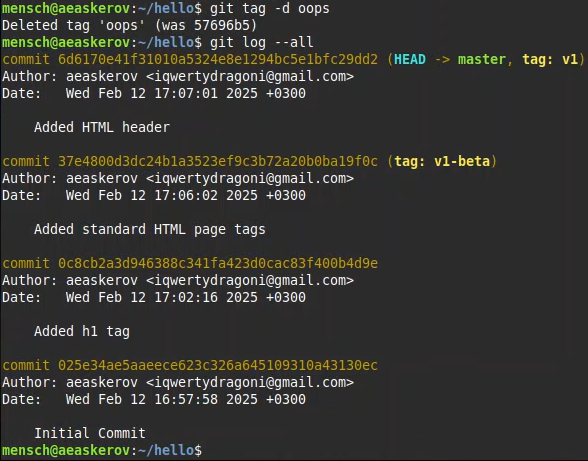 mensch@aeaskerov:~/hello$ git tag -d oops
Deleted tag 'oops' (was 57696b5)
mensch@aeaskerov:~/hello$ git log --all
commit 6d6170e41f31010a5324e8e1294bc5e1bfc29dd2 (HEAD -> master, tag: v1)
Author: aeaskerov <iqwertydragoni@gmail.com>
Date:   Wed Feb 12 17:07:01 2025 +0300
    Added HTML header
commit 37e4800d3dc24b1a3523ef9c3b72a20b0ba19f0c (tag: v1-beta)
Author: aeaskerov <iqwertydragoni@gmail.com>
Date:   Wed Feb 12 17:06:02 2025 +0300
    Added standard HTML page tags
commit 0c8cb2a3d946388c341fa423d0cac83f400b4d9e
Author: aeaskerov <iqwertydragoni@gmail.com>
Date:   Wed Feb 12 17:02:16 2025 +0300
    Added h1 tag
commit 025e34ae5aaeece623c326a645109310a43130ec
Author: aeaskerov <iqwertydragoni@gmail.com>
Date:   Wed Feb 12 16:57:58 2025 +0300
    Initial Commit
mensch@aeaskerov:~/hello$